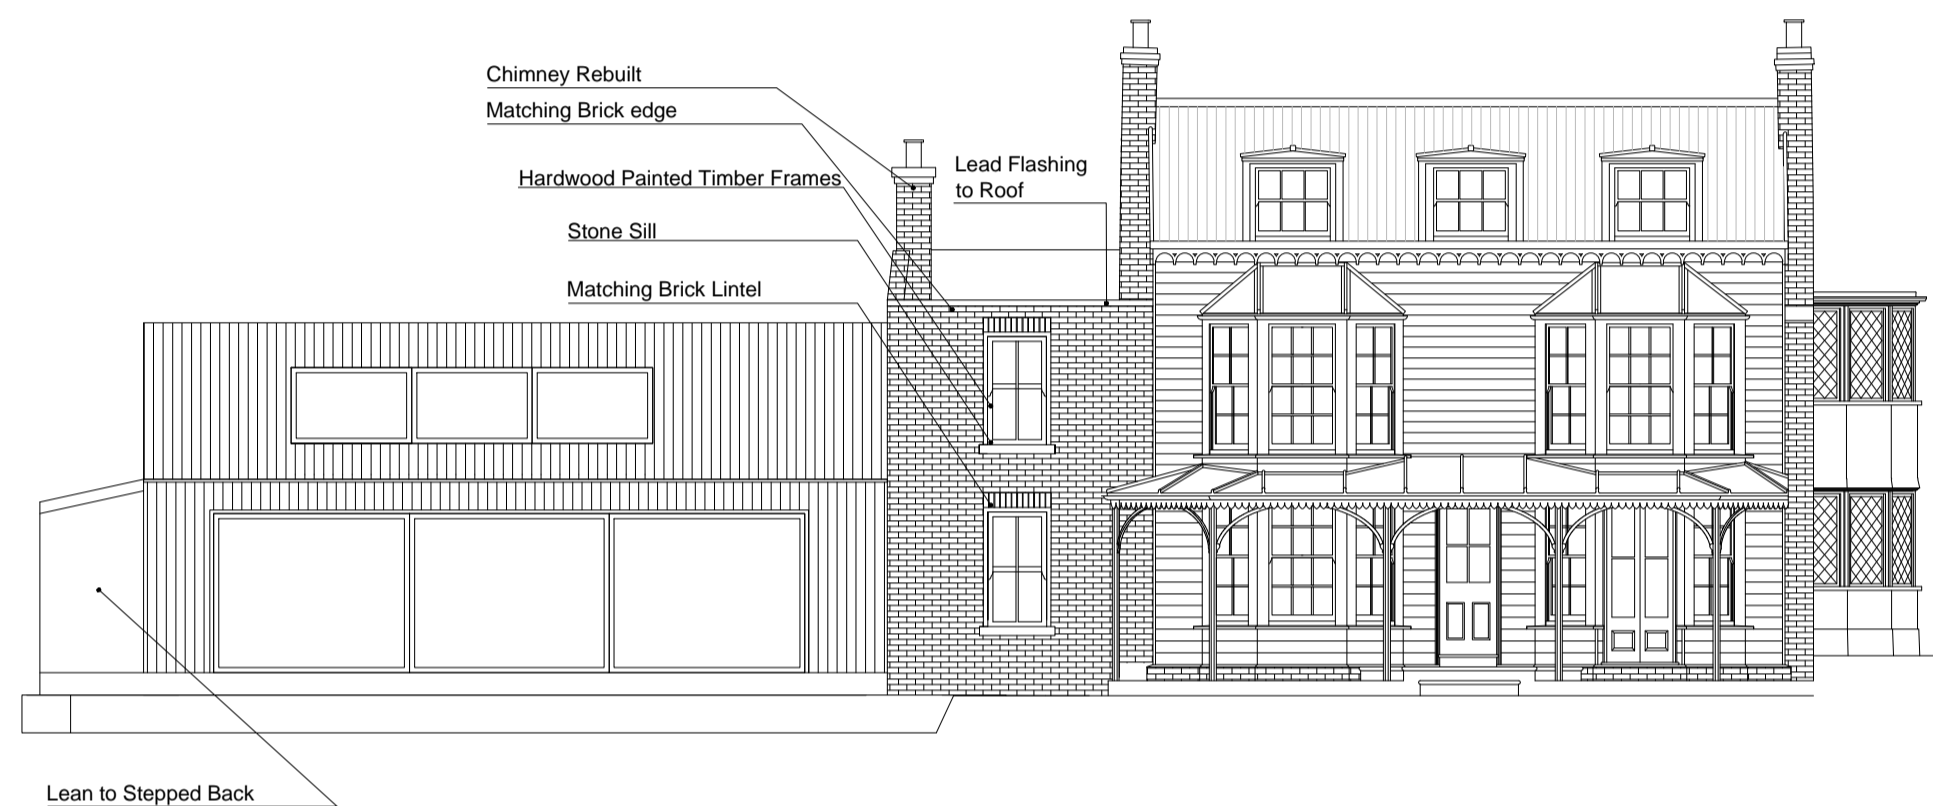 Chimney Rebuilt
Matching Brick edge
Hardwood Painted Timber Frames
Lead Flashing
to Roof
Stone Sill
Matching Brick Lintel
Lean to Stepped Back